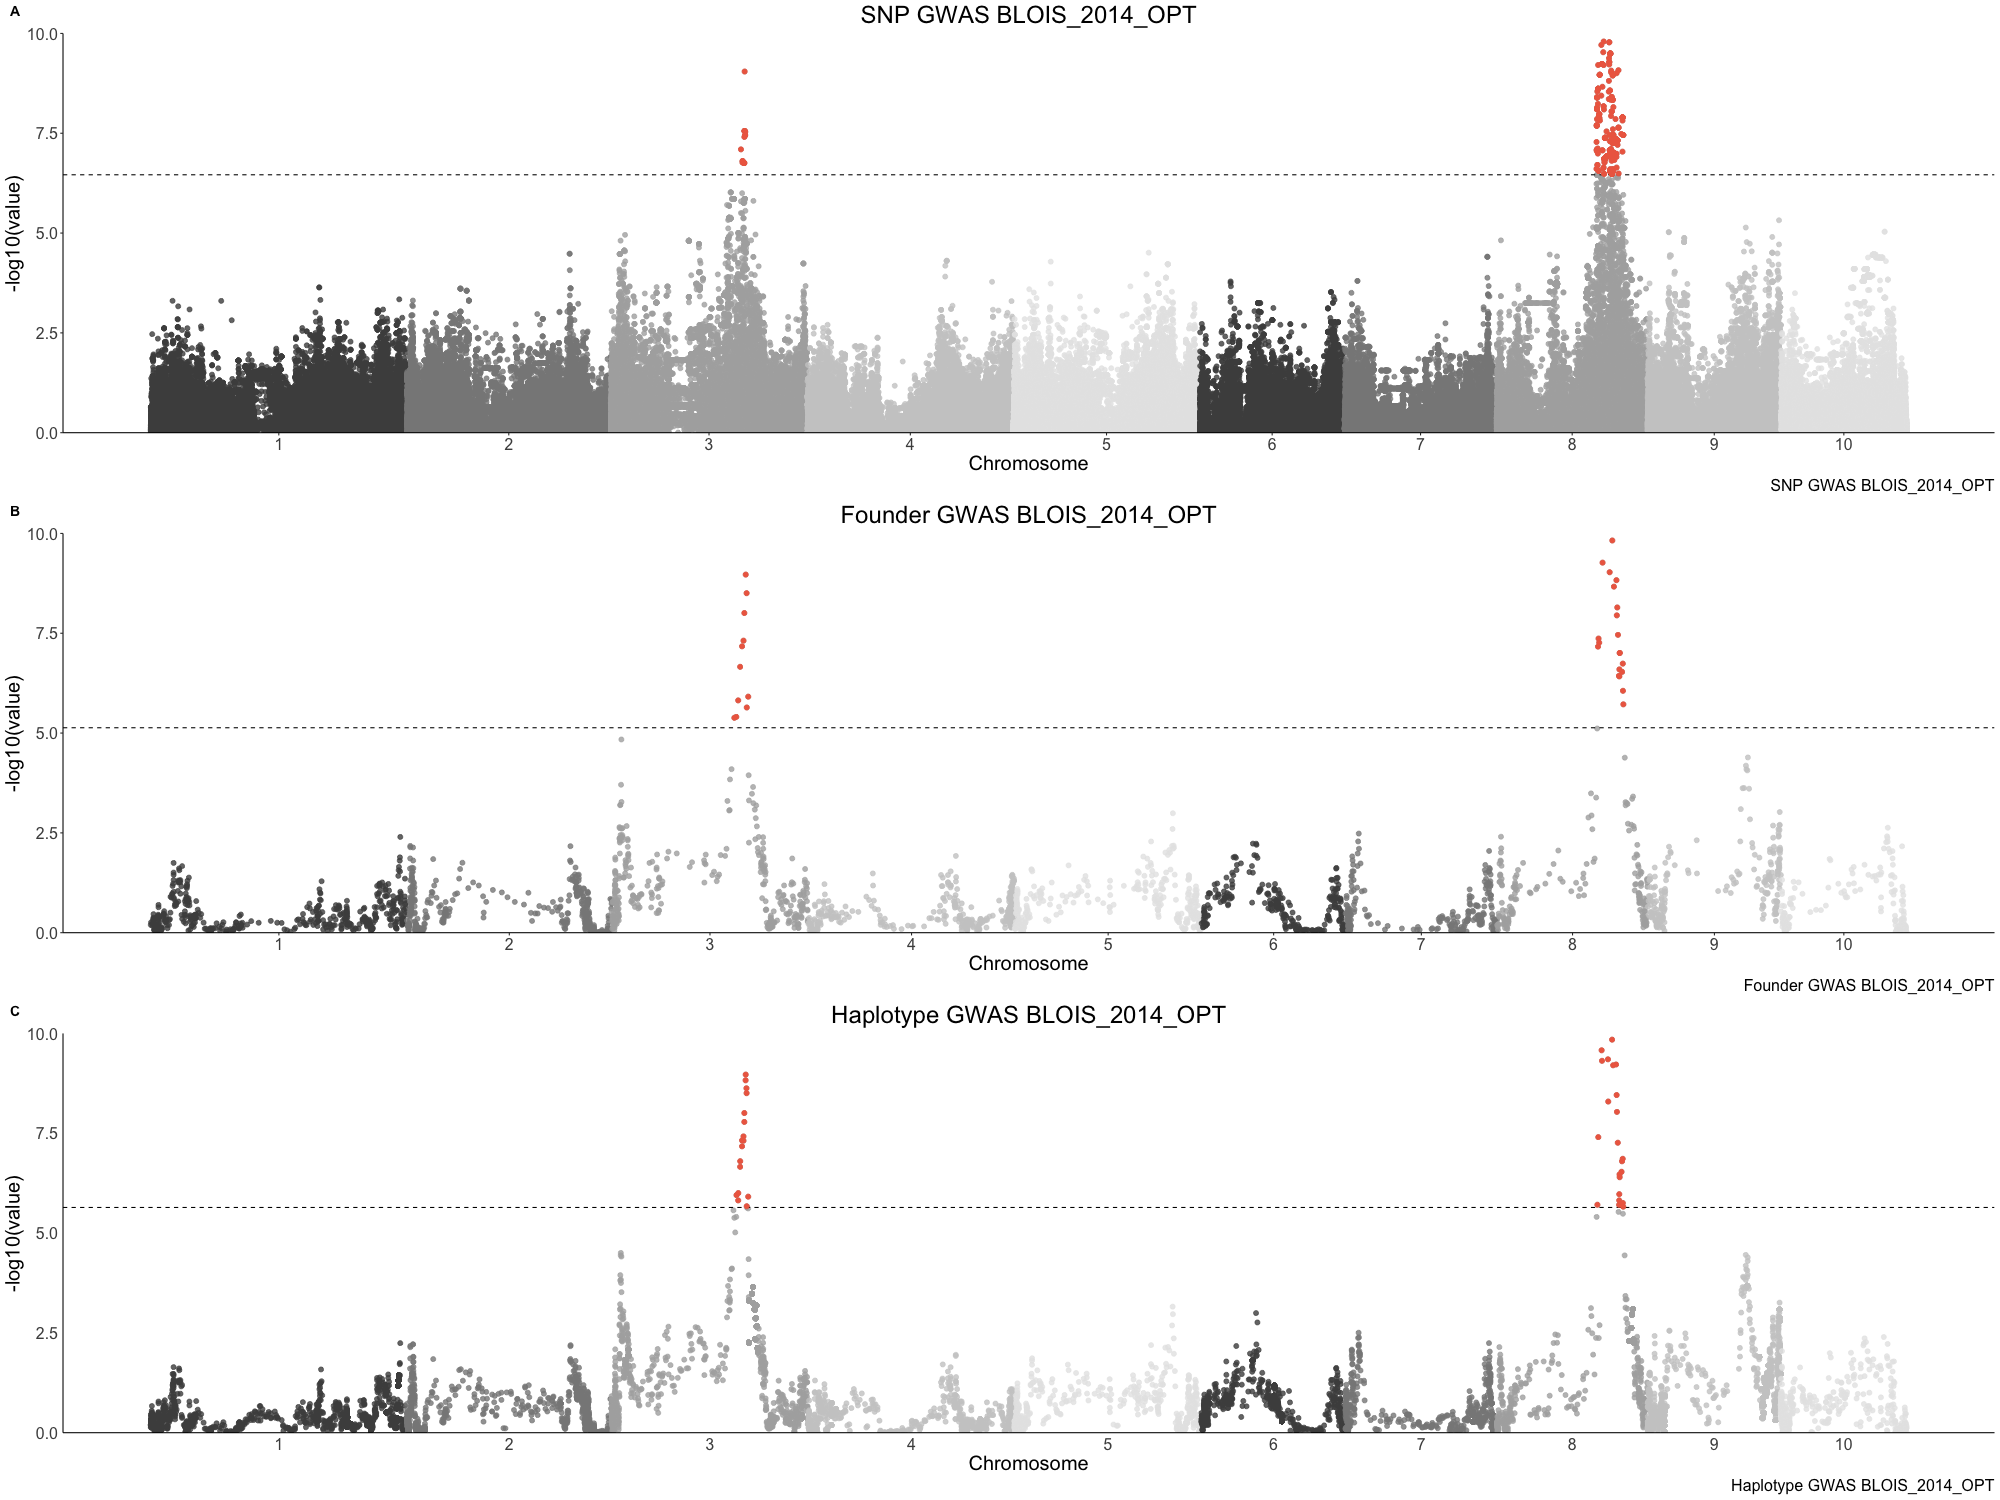 A
SNP GWAS BLOIS_2014_OPT
10.0
7.5
5.0
2.5
0.0
-log10(value)
1 2 3 4 5 6 7 8 9 10
Chromosome
SNP GWAS BLOIS_2014_OPT
B
Founder GWAS BLOIS_2014_OPT
10.0
7.5
5.0
2.5
0.0
-log10(value)
1 2 3 4 5 6 7 8 9 10
Chromosome
Founder GWAS BLOIS_2014_OPT
C
Haplotype GWAS BLOIS_2014_OPT
10.0
7.5
5.0
2.5
0.0
-log10(value)
1 2 3 4 5 6 7 8 9 10
Chromosome
Haplotype GWAS BLOIS_2014_OPT